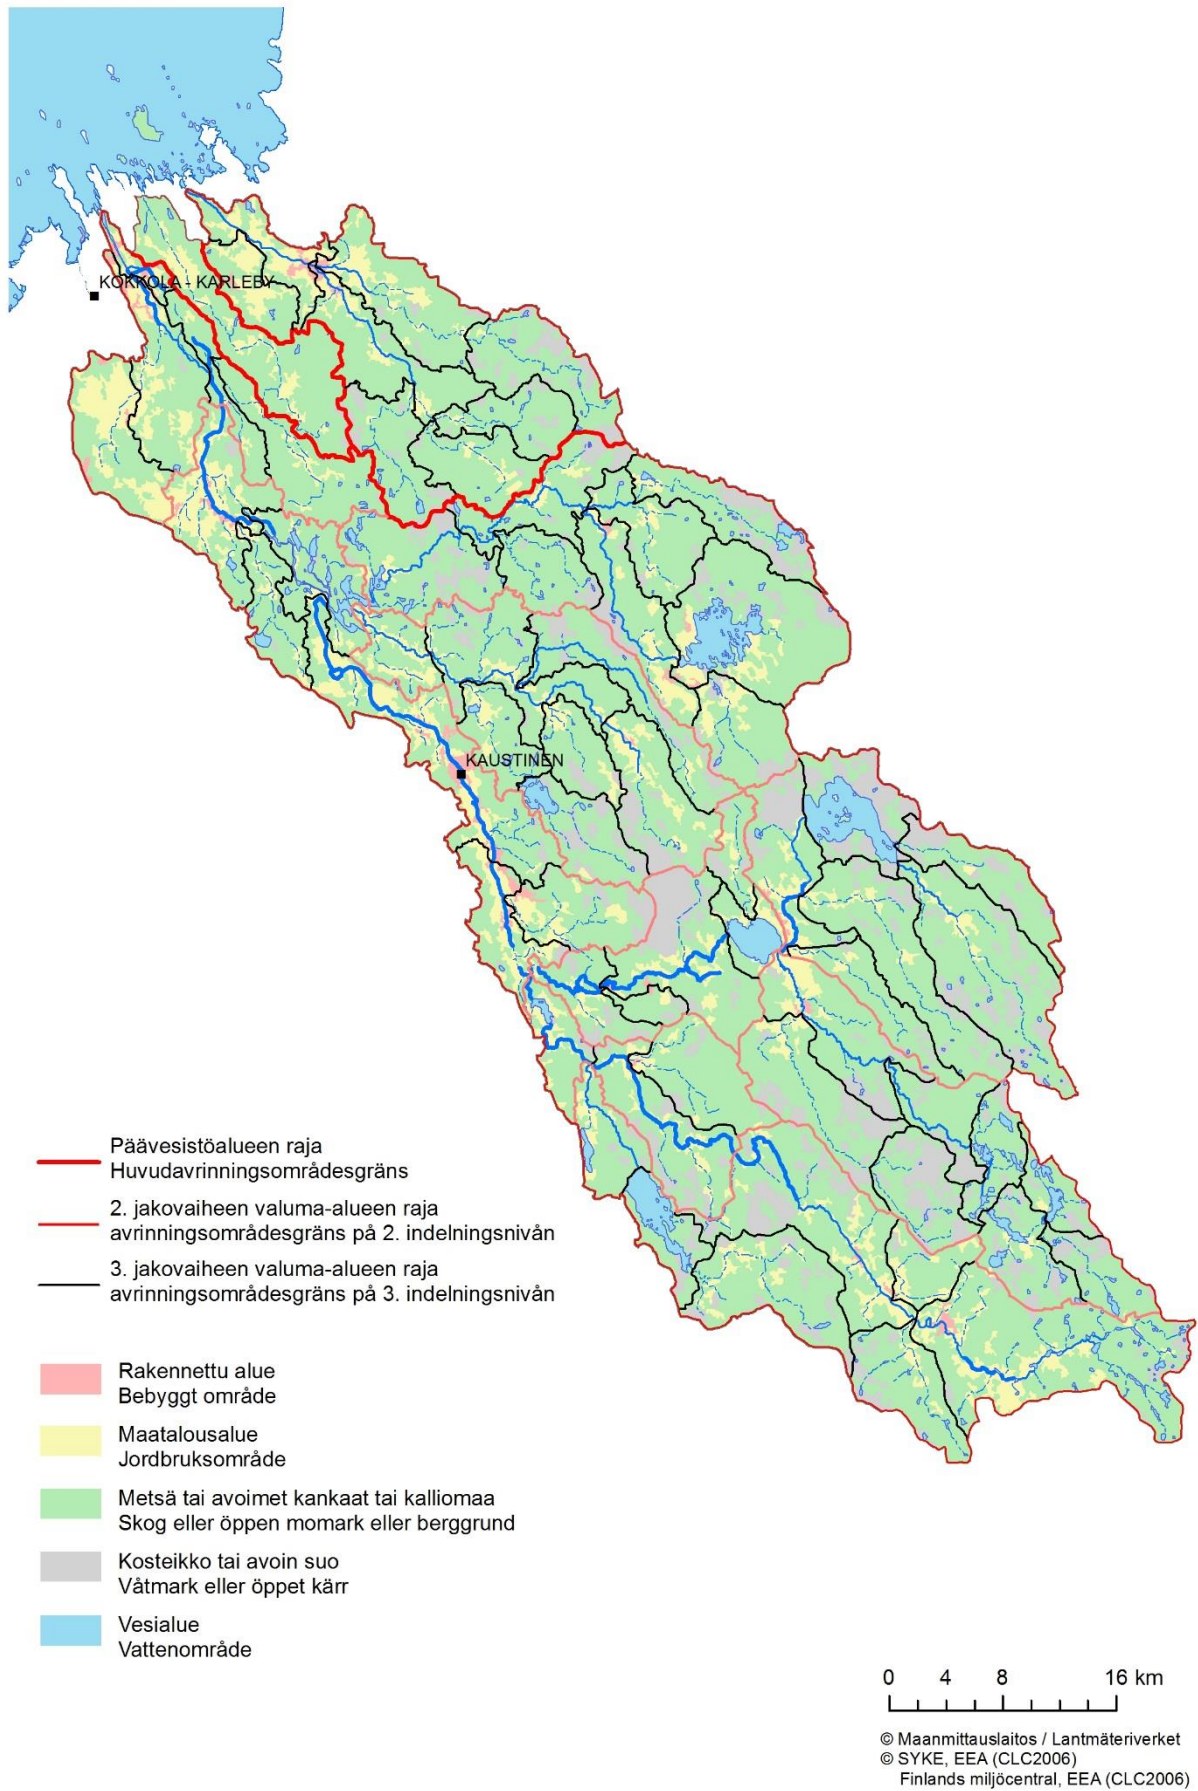 KOKKOLA - KARLEBY
KAUSTINEN
Päävesistöalueen raja
Huvudavrinningsområdesgräns
2. jakovaiheen valuma-alueen raja
avrinningsområdesgräns på 2. indelningsnivån
3. jakovaiheen valuma-alueen raja
avrinningsområdesgräns på 3. indelningsnivån
Rakennettu alue
Bebyggt område
Maatalousalue
Jordbruksområde
Metsä tai avoimet kankaat tai kalliomaa
Skog eller öppen momark eller berggrund
Kosteikko tai avoin suo
Våtmark eller öppet kärr
Vesialue
Vattenområde
0 4 8 16 km
© Maanmittauslaitos / Lantmäteriverket
© SYKE, EEA (CLC2006)
Finlands miljöcentral, EEA (CLC2006)